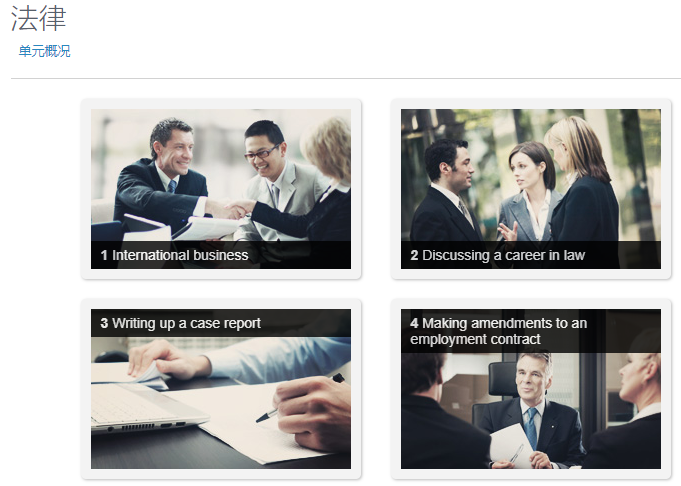 法律
单元概况
1 International business
2 Discussing a career in law
3 Writing up a case report
4 Making amendments to an
employment contract